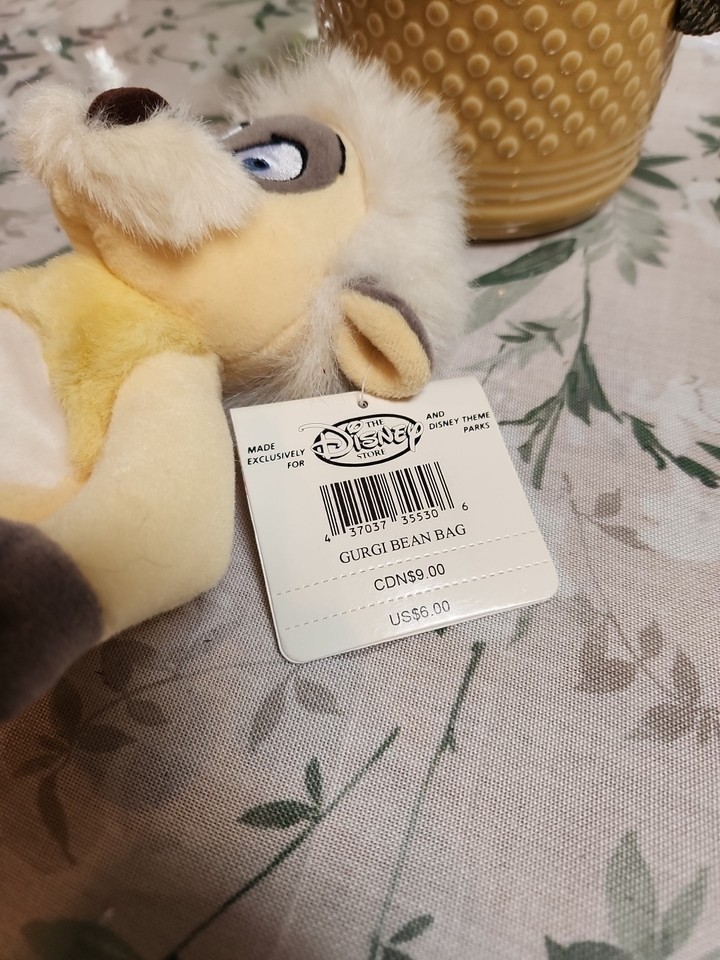 MADE
EXCLUSIVELY
FOR
THE
DISNEY
STORE
AND
DISNEY THEME
PARKS
4 37037 35530 6
GURGI BEAN BAG
CDN$9.00
US$6.00